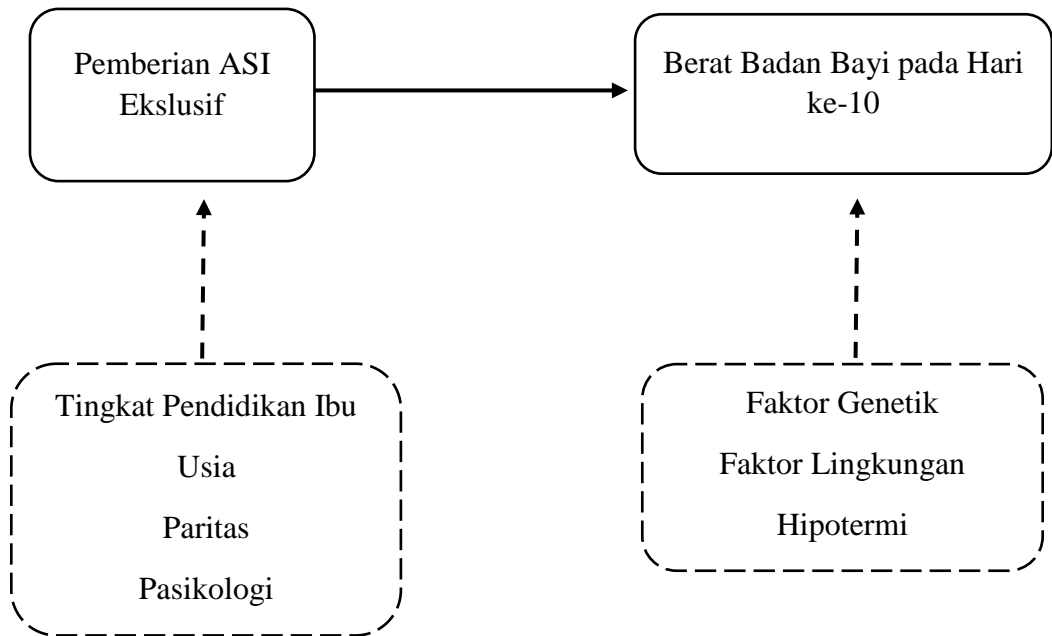 Pemberian ASI
Ekslusif
Berat Badan Bayi pada Hari
ke-10
Tingkat Pendidikan Ibu
Usia
Paritas
Pasikologi
Faktor Genetik
Faktor Lingkungan
Hipotermi